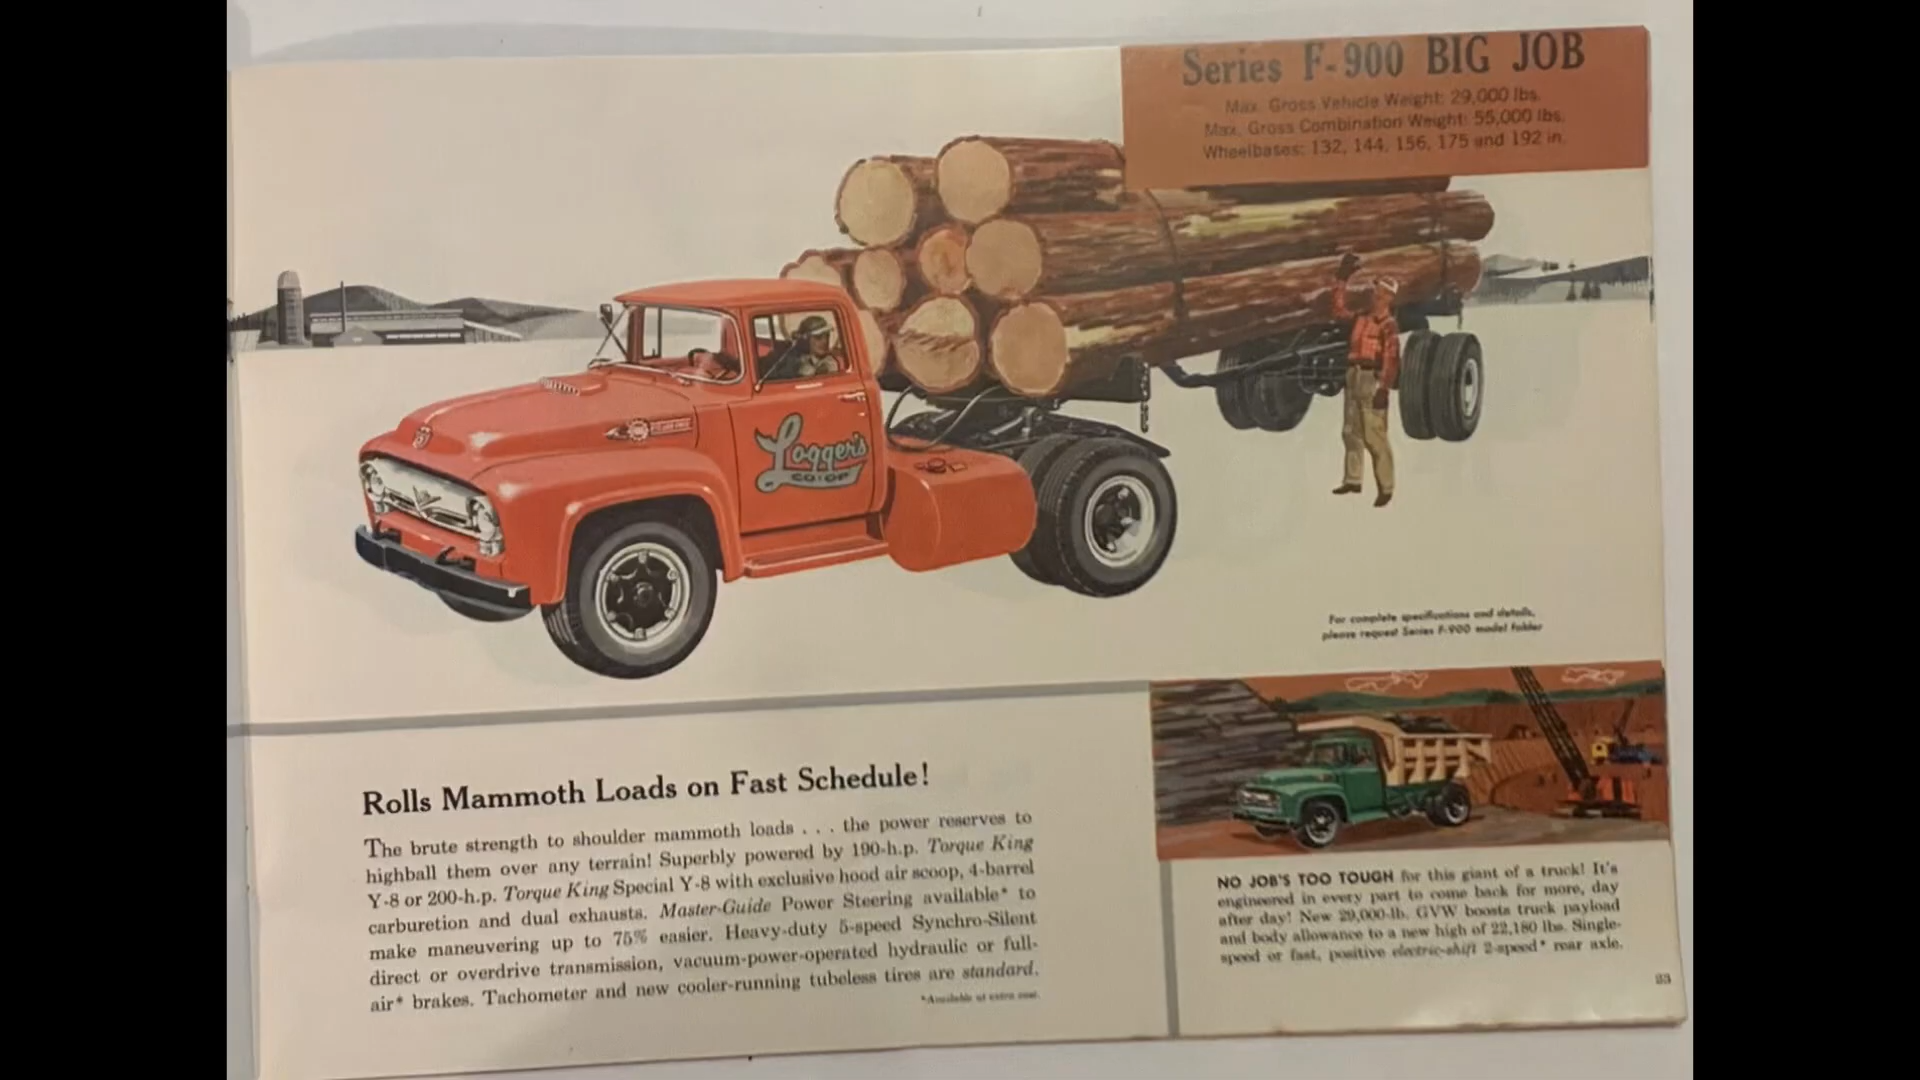 Series F-900 BIG JOB
Max. Gross Vehicle Weight: 29,000 lbs.
Max. Gross Combination Weight: 55,000 lbs.
Wheelbases: 132, 144, 156, 175 and 192 in.
Logger's
CO-OP
For complete specifications and details,
please request Series F-900 model folder
Rolls Mammoth Loads on Fast Schedule!
The brute strength to shoulder mammoth loads . . . the power reserves to
highball them over any terrain! Superbly powered by 190-h.p. Torque King
Y-8 or 200-h.p. Torque King Special Y-8 with exclusive hood air scoop, 4-barrel
carburetion and dual exhausts. Master-Guide Power Steering available* to
make maneuvering up to 75% easier. Heavy-duty 5-speed Synchro-Silent
direct or overdrive transmission, vacuum-power-operated hydraulic or full-
air* brakes. Tachometer and new cooler-running tubeless tires are standard.
*Available at extra cost.
NO JOB'S TOO TOUGH for this giant of a truck! It's
engineered in every part to come back for more, day
after day! New 29,000-lb. GVW boosts truck payload
and body allowance to a new high of 22,180 lbs. Single-
speed or fast, positive electric-shift 2-speed* rear axle.
23